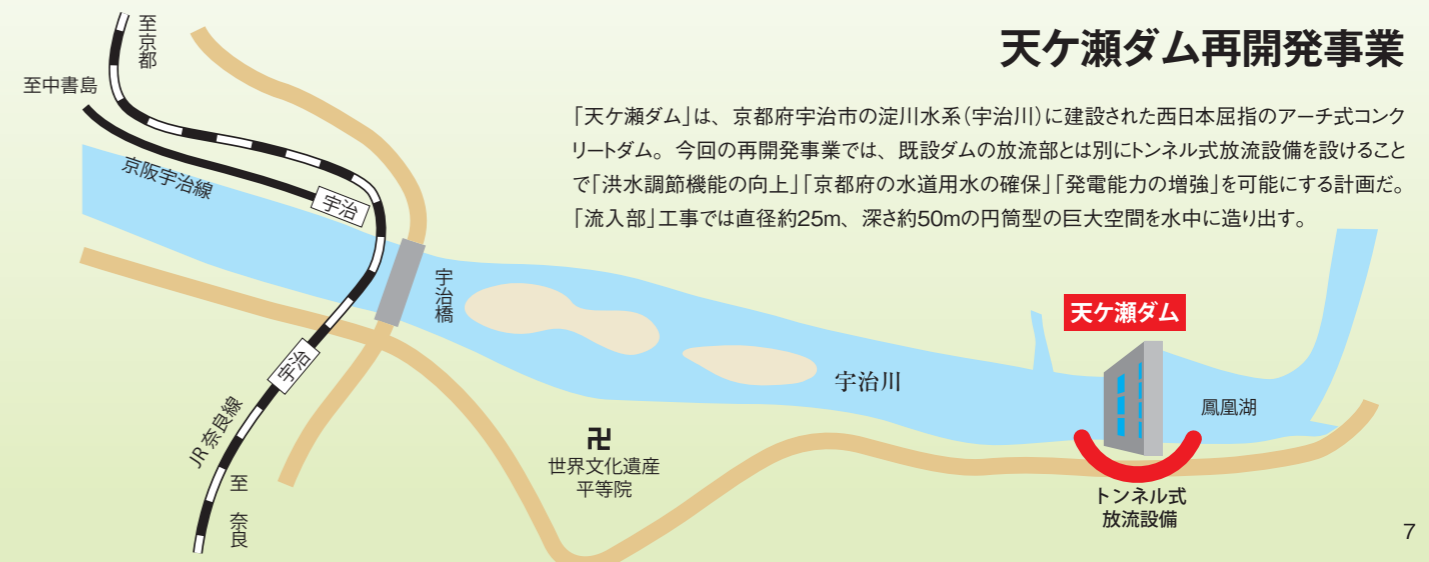 天ケ瀬ダム再開発事業
「天ケ瀬ダム」は、京都府宇治市の淀川水系（宇治川）に建設された西日本屈指のアーチ式コンク
リートダム。今回の再開発事業では、既設ダムの放流部とは別にトンネル式放流設備を設けること
で「洪水調節機能の向上」「京都府の水道用水の確保」「発電能力の増強」を可能にする計画だ。
「流入部」工事では直径約25m、深さ約50mの円筒型の巨大空間を水中に造り出す。
至京都
至中書島
京阪宇治線
宇治
宇治橋
宇治
JR奈良線
至 奈良
卍
世界文化遺産
平等院
宇治川
天ケ瀬ダム
鳳凰湖
トンネル式
放流設備
7